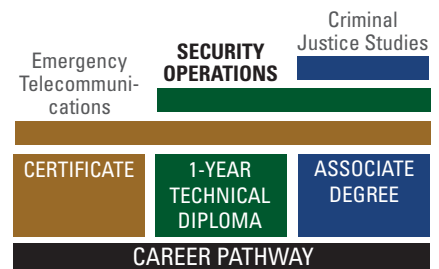 Emergency
Telecommuni-
cations
SECURITY
OPERATIONS
Criminal
Justice Studies
CERTIFICATE
1-YEAR
TECHNICAL
DIPLOMA
ASSOCIATE
DEGREE
CAREER PATHWAY